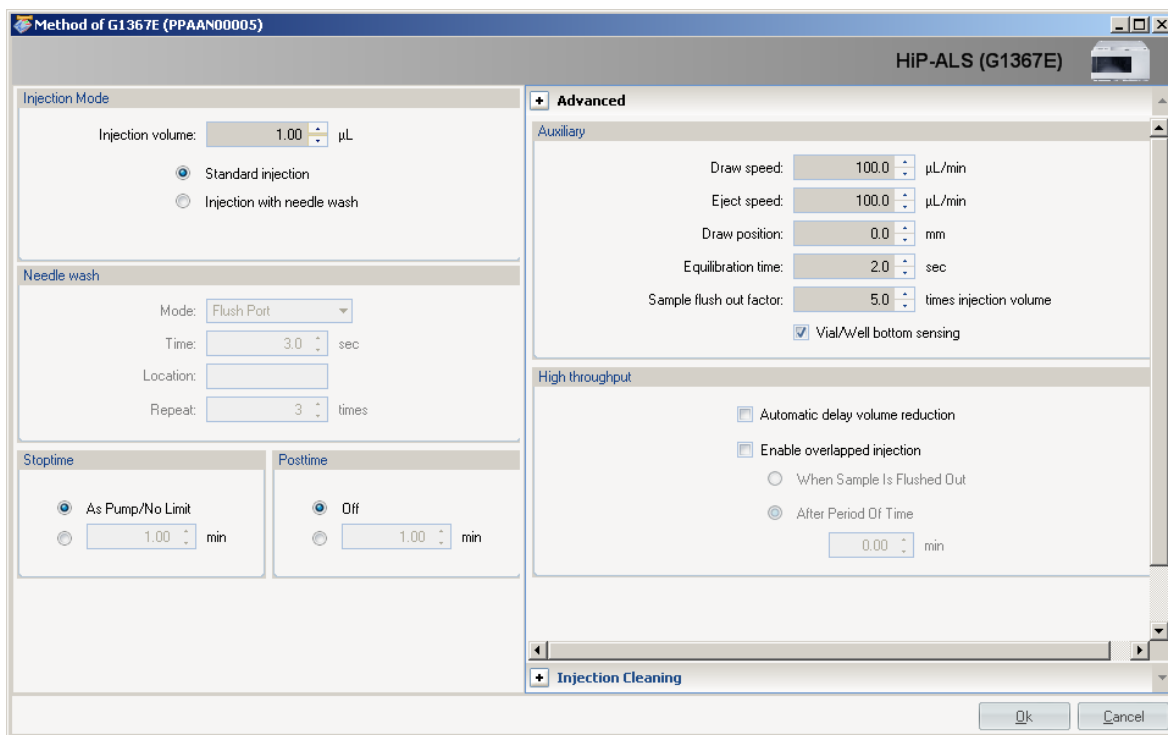 Method of G1367E (PPAAN00005)
HiP-ALS (G1367E)
Injection Mode
Injection volume: 1.00 µL
Standard injection
Injection with needle wash
Needle wash
Mode: Flush Port
Time: 3.0 sec
Location:
Repeat: 3 times
Stoptime
As Pump/No Limit
1.00 min
Posttime
Off
1.00 min
Advanced
Auxiliary
Draw speed: 100.0 µL/min
Eject speed: 100.0 µL/min
Draw position: 0.0 mm
Equilibration time: 2.0 sec
Sample flush out factor: 5.0 times injection volume
Vial/Well bottom sensing
High throughput
Automatic delay volume reduction
Enable overlapped injection
When Sample Is Flushed Out
After Period Of Time
0.00 min
Injection Cleaning
Ok Cancel